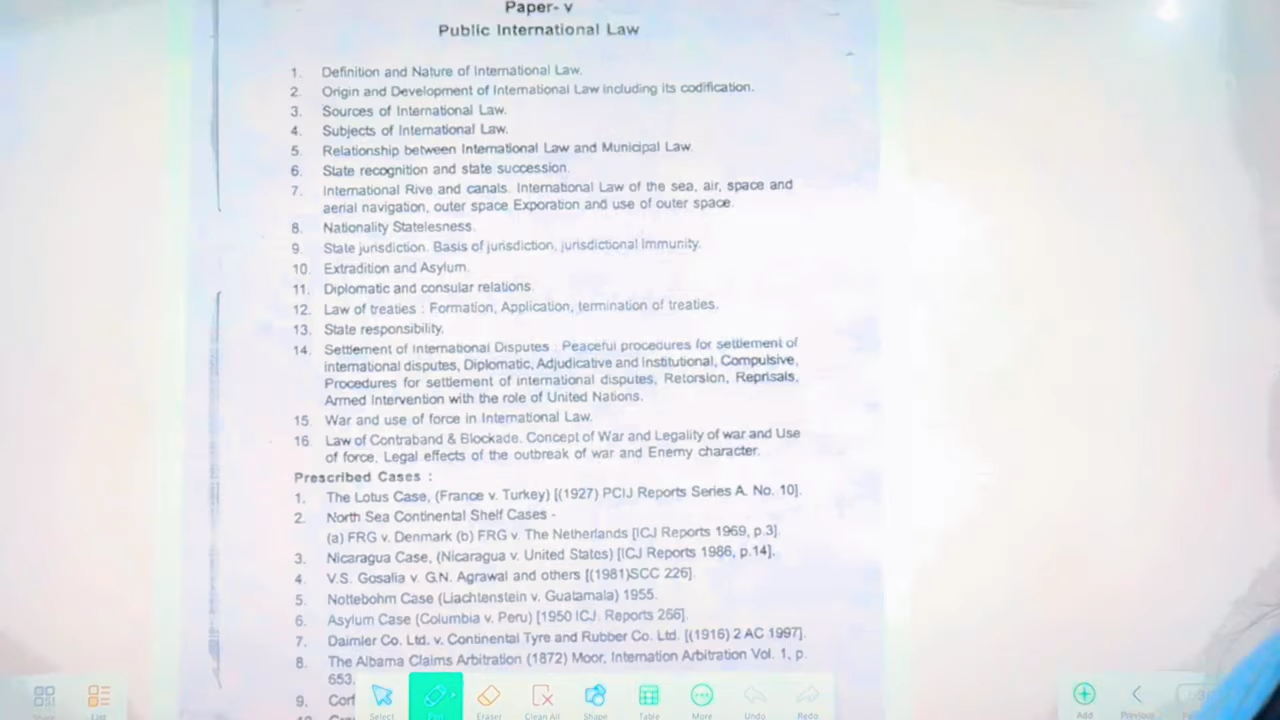 Paper- v
Public International Law
1. Definition and Nature of International Law.
2. Origin and Development of International Law including its codification.
3. Sources of International Law.
4. Subjects of International Law.
5. Relationship between International Law and Municipal Law.
6. State recognition and state succession.
7. International Rive and canals. International Law of the sea, air, space and
aerial navigation, outer space Exporation and use of outer space.
8. Nationality Statelesness.
9. State jurisdiction. Basis of jurisdiction, jurisdictional immunity.
10. Extradition and Asylum.
11. Diplomatic and consular relations.
12. Law of treaties : Formation, Application, termination of treaties.
13. State responsibility.
14. Settlement of International Disputes : Peaceful procedures for settlement of
international disputes, Diplomatic, Adjudicative and Institutional, Compulsive,
Procedures for settlement of international disputes, Retorsion, Reprisals,
Armed Intervention with the role of United Nations.
15. War and use of force in International Law.
16. Law of Contraband & Blockade. Concept of War and Legality of war and Use
of force, Legal effects of the outbreak of war and Enemy character.
Prescribed Cases :
1. The Lotus Case, (France v. Turkey) [(1927) PCIJ Reports Series A. No. 10].
2. North Sea Continental Shelf Cases -
(a) FRG v. Denmark (b) FRG v. The Netherlands [ICJ Reports 1969, p.3].
3. Nicaragua Case, (Nicaragua v. United States) [ICJ Reports 1986, p.14].
4. V.S. Gosalia v. G.N. Agrawal and others [(1981)SCC 226].
5. Nottebohm Case (Liachtenstein v. Guatamala) 1955.
6. Asylum Case (Columbia v. Peru) [1950 ICJ. Reports 266].
7. Daimler Co. Ltd. v. Continental Tyre and Rubber Co. Ltd. [(1916) 2 AC 1997].
8. The Albama Claims Arbitration (1872) Moor, Internation Arbitration Vol. 1, p.
653.
9. Corf
List Select Eraser Clean All Shape Table More Undo Redo Add Previous